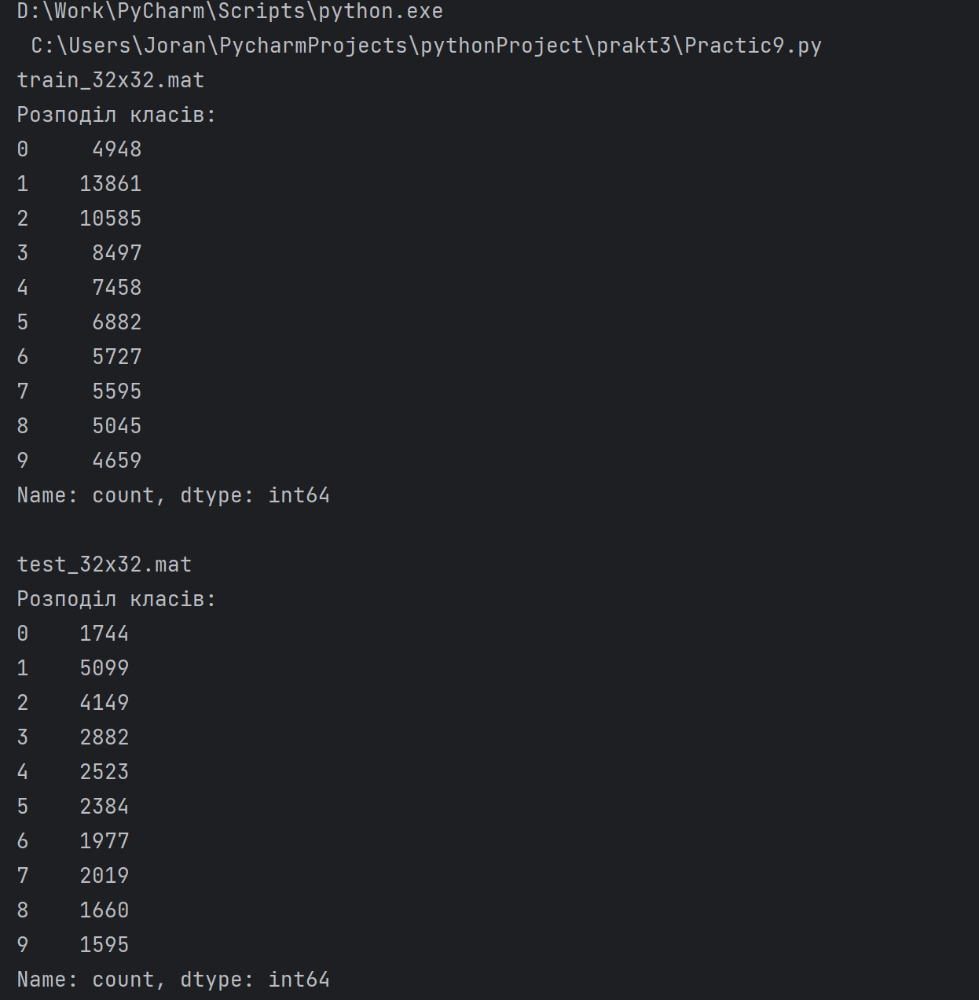 D:\Work\PyCharm\Scripts\python.exe
 C:\Users\Joran\PycharmProjects\pythonProject\prakt3\Practic9.py
train_32x32.mat
Розподіл класів:
0     4948
1    13861
2    10585
3     8497
4     7458
5     6882
6     5727
7     5595
8     5045
9     4659
Name: count, dtype: int64

test_32x32.mat
Розподіл класів:
0    1744
1    5099
2    4149
3    2882
4    2523
5    2384
6    1977
7    2019
8    1660
9    1595
Name: count, dtype: int64